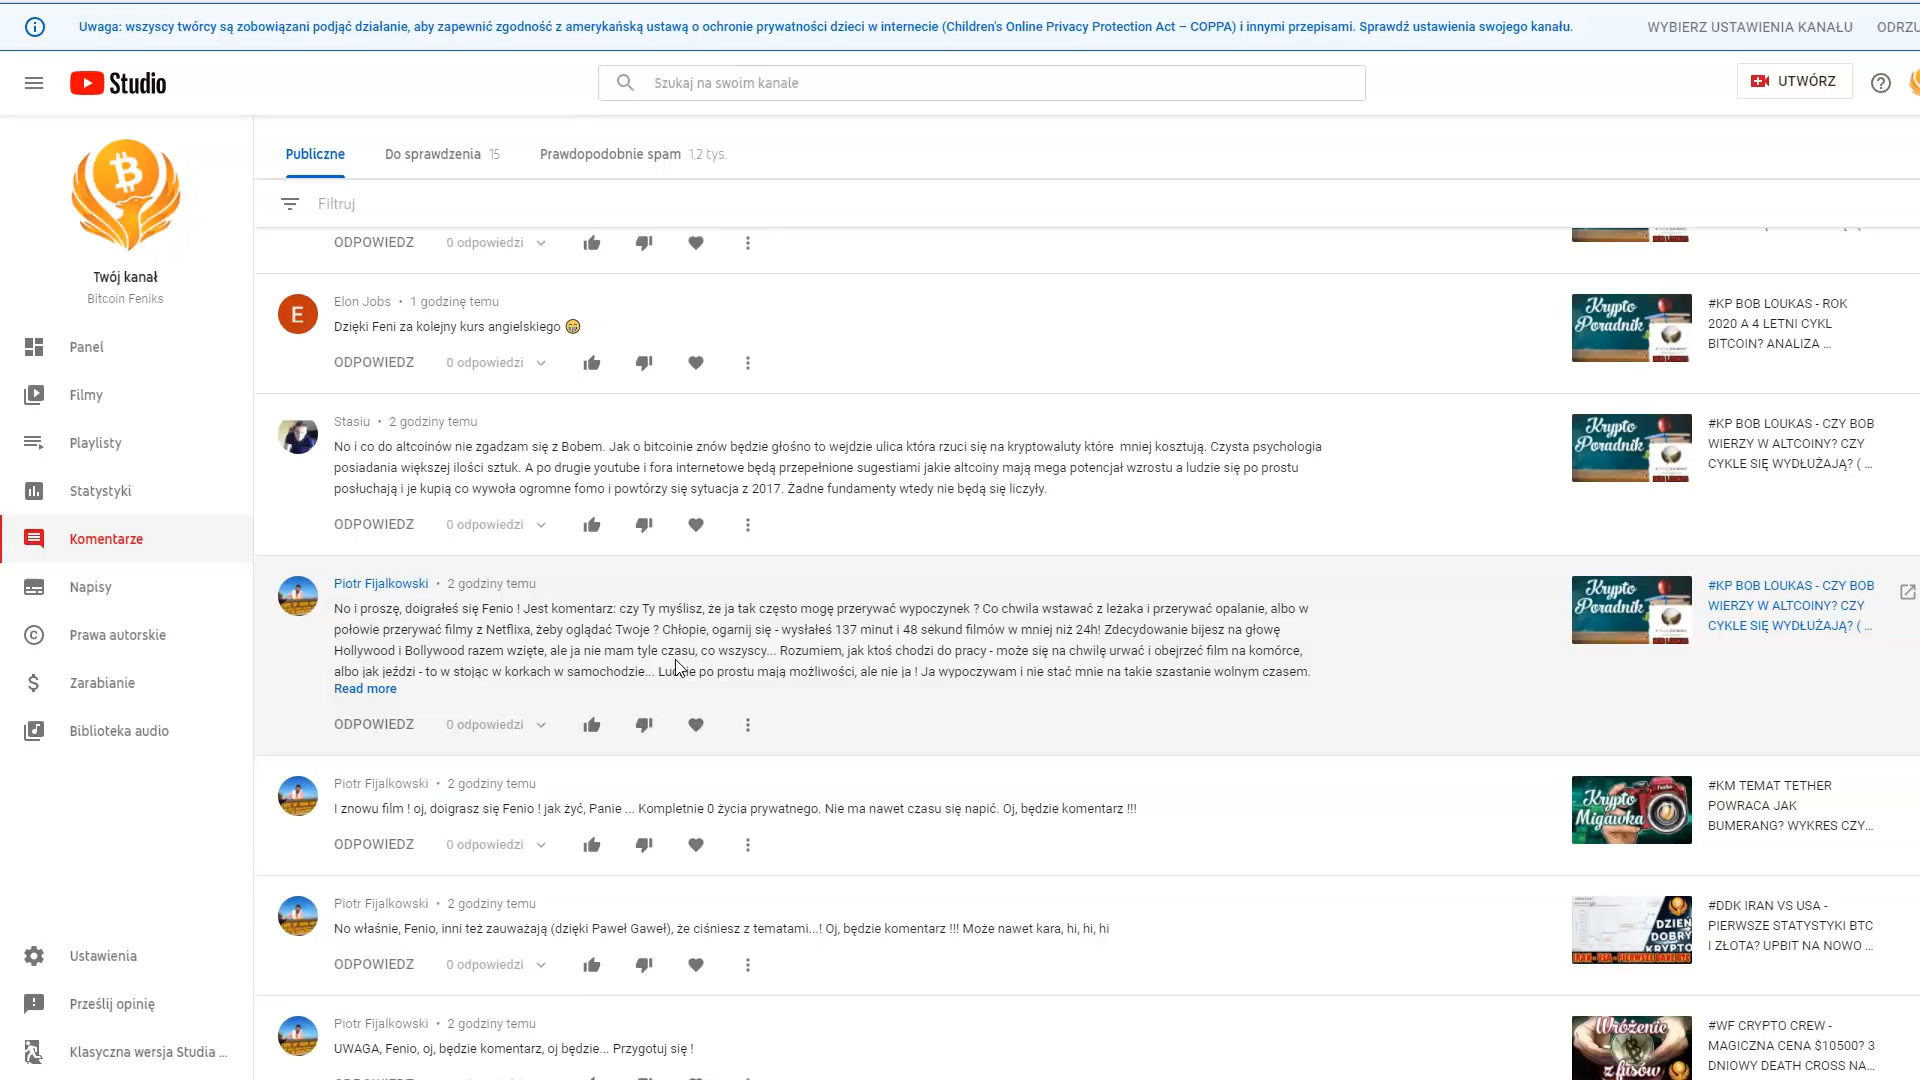 Uwaga: wszyscy twórcy są zobowiązani podjąć działanie, aby zapewnić zgodność z amerykańską ustawą o ochronie prywatności dzieci w internecie (Children's Online Privacy Protection Act – COPPA) i innymi przepisami. Sprawdź ustawienia swojego kanału.
WYBIERZ USTAWIENIA KANAŁU
ODRZU
Studio
Szukaj na swoim kanale
UTWÓRZ
Twój kanał
Bitcoin Feniks
Panel
Filmy
Playlisty
Statystyki
Komentarze
Napisy
Prawa autorskie
Zarabianie
Biblioteka audio
Ustawienia
Prześlij opinię
Klasyczna wersja Studia ...
Publiczne
Do sprawdzenia 15
Prawdopodobnie spam 1,2 tys.
Filtruj
ODPOWIEDZ 0 odpowiedzi
E
Elon Jobs • 1 godzinę temu
Dzięki Feni za kolejny kurs angielskiego 😁
ODPOWIEDZ 0 odpowiedzi
Krypto
Poradnik
#KP BOB LOUKAS - ROK
2020 A 4 LETNI CYKL
BITCOIN? ANALIZA ...
Stasiu • 2 godziny temu
No i co do altcoinów nie zgadzam się z Bobem. Jak o bitcoinie znów będzie głośno to wejdzie ulica która rzuci się na kryptowaluty które mniej kosztują. Czysta psychologia
posiadania większej ilości sztuk. A po drugie youtube i fora internetowe będą przepełnione sugestiami jakie altcoiny mają mega potencjał wzrostu a ludzie się po prostu
posłuchają i je kupią co wywoła ogromne fomo i powtórzy się sytuacja z 2017. Żadne fundamenty wtedy nie będą się liczyły.
ODPOWIEDZ 0 odpowiedzi
Krypto
Poradnik
#KP BOB LOUKAS - CZY BOB
WIERZY W ALTCOINY? CZY
CYKLE SIĘ WYDŁUŻAJĄ? ( ...
Piotr Fijalkowski • 2 godziny temu
No i proszę, doigrałeś się Fenio ! Jest komentarz: czy Ty myślisz, że ja tak często mogę przerywać wypoczynek ? Co chwila wstawać z leżaka i przerywać opalanie, albo w
połowie przerywać filmy z Netflixa, żeby oglądać Twoje ? Chłopie, ogarnij się - wysłałeś 137 minut i 48 sekund filmów w mniej niż 24h! Zdecydowanie bijesz na głowę
Hollywood i Bollywood razem wzięte, ale ja nie mam tyle czasu, co wszyscy... Rozumiem, jak ktoś chodzi do pracy - może się na chwilę urwać i obejrzeć film na komórce,
albo jak jeździ - to w stojąc w korkach w samochodzie... Ludzie po prostu mają możliwości, ale nie ja ! Ja wypoczywam i nie stać mnie na takie szastanie wolnym czasem.
Read more
ODPOWIEDZ 0 odpowiedzi
Krypto
Poradnik
#KP BOB LOUKAS - CZY BOB
WIERZY W ALTCOINY? CZY
CYKLE SIĘ WYDŁUŻAJĄ? ( ...
Piotr Fijalkowski • 2 godziny temu
I znowu film ! oj, doigrasz się Fenio ! jak żyć, Panie ... Kompletnie 0 życia prywatnego. Nie ma nawet czasu się napić. Oj, będzie komentarz !!!
ODPOWIEDZ 0 odpowiedzi
Krypto
Migawka
#KM TEMAT TETHER
POWRACA JAK
BUMERANG? WYKRES CZY...
Piotr Fijalkowski • 2 godziny temu
No właśnie, Fenio, inni też zauważają (dzięki Paweł Gaweł), że ciśniesz z tematami...! Oj, będzie komentarz !!! Może nawet kara, hi, hi, hi
ODPOWIEDZ 0 odpowiedzi
DZIEŃ
DOBRY
KRYPTO
IRAN - USA - PIERWSZE DANE BTC
#DDK IRAN VS USA -
PIERWSZE STATYSTYKI BTC
I ZŁOTA? UPBIT NA NOWO ...
Piotr Fijalkowski • 2 godziny temu
UWAGA, Fenio, oj, będzie komentarz, oj będzie... Przygotuj się !
Wróżenie
z fusów
#WF CRYPTO CREW -
MAGICZNA CENA $10500? 3
DNIOWY DEATH CROSS NA...